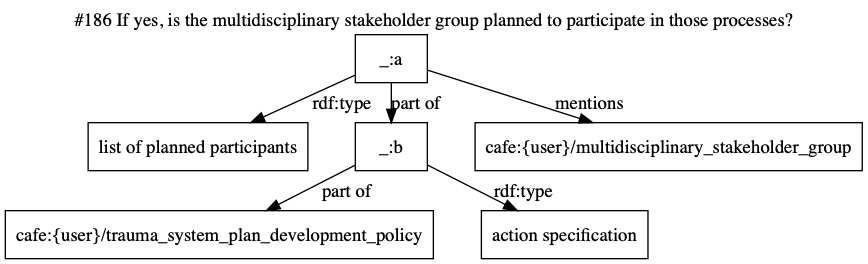 #186 If yes, is the multidisciplinary stakeholder group planned to participate in those processes?
_:a
rdf:type
part of
mentions
list of planned participants
_:b
cafe:{user}/multidisciplinary_stakeholder_group
part of
rdf:type
cafe:{user}/trauma_system_plan_development_policy
action specification